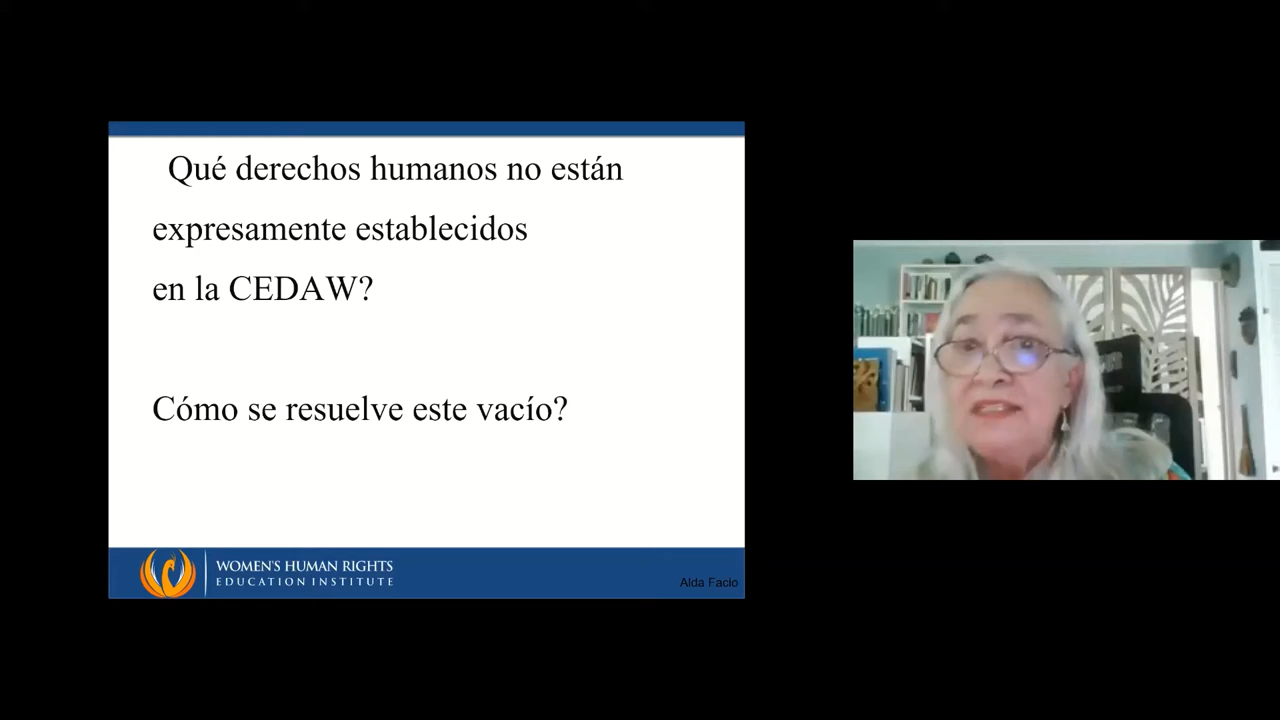 Qué derechos humanos no están
expresamente establecidos
en la CEDAW?
Cómo se resuelve este vacío?
WOMEN'S HUMAN RIGHTS
EDUCATION INSTITUTE
Alda Facio